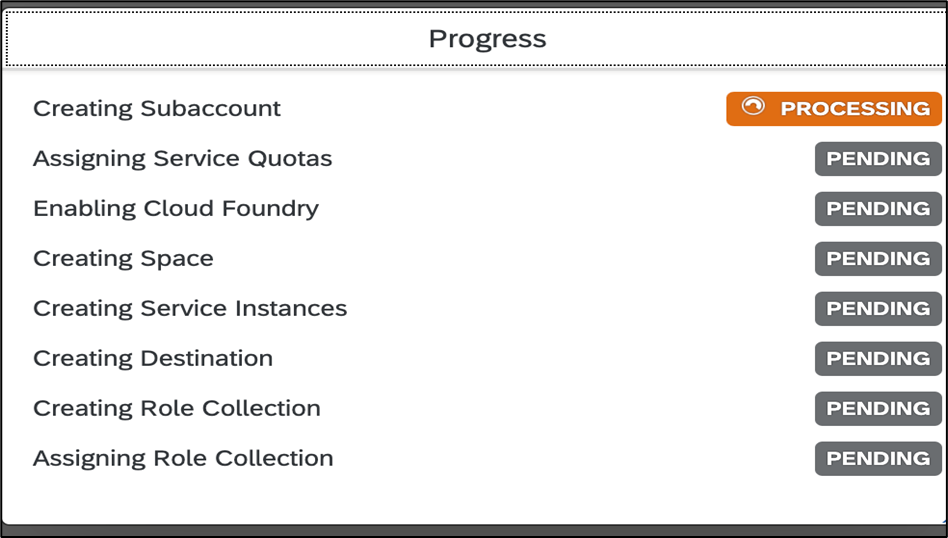 Progress
Creating Subaccount PROCESSING
Assigning Service Quotas PENDING
Enabling Cloud Foundry PENDING
Creating Space PENDING
Creating Service Instances PENDING
Creating Destination PENDING
Creating Role Collection PENDING
Assigning Role Collection PENDING